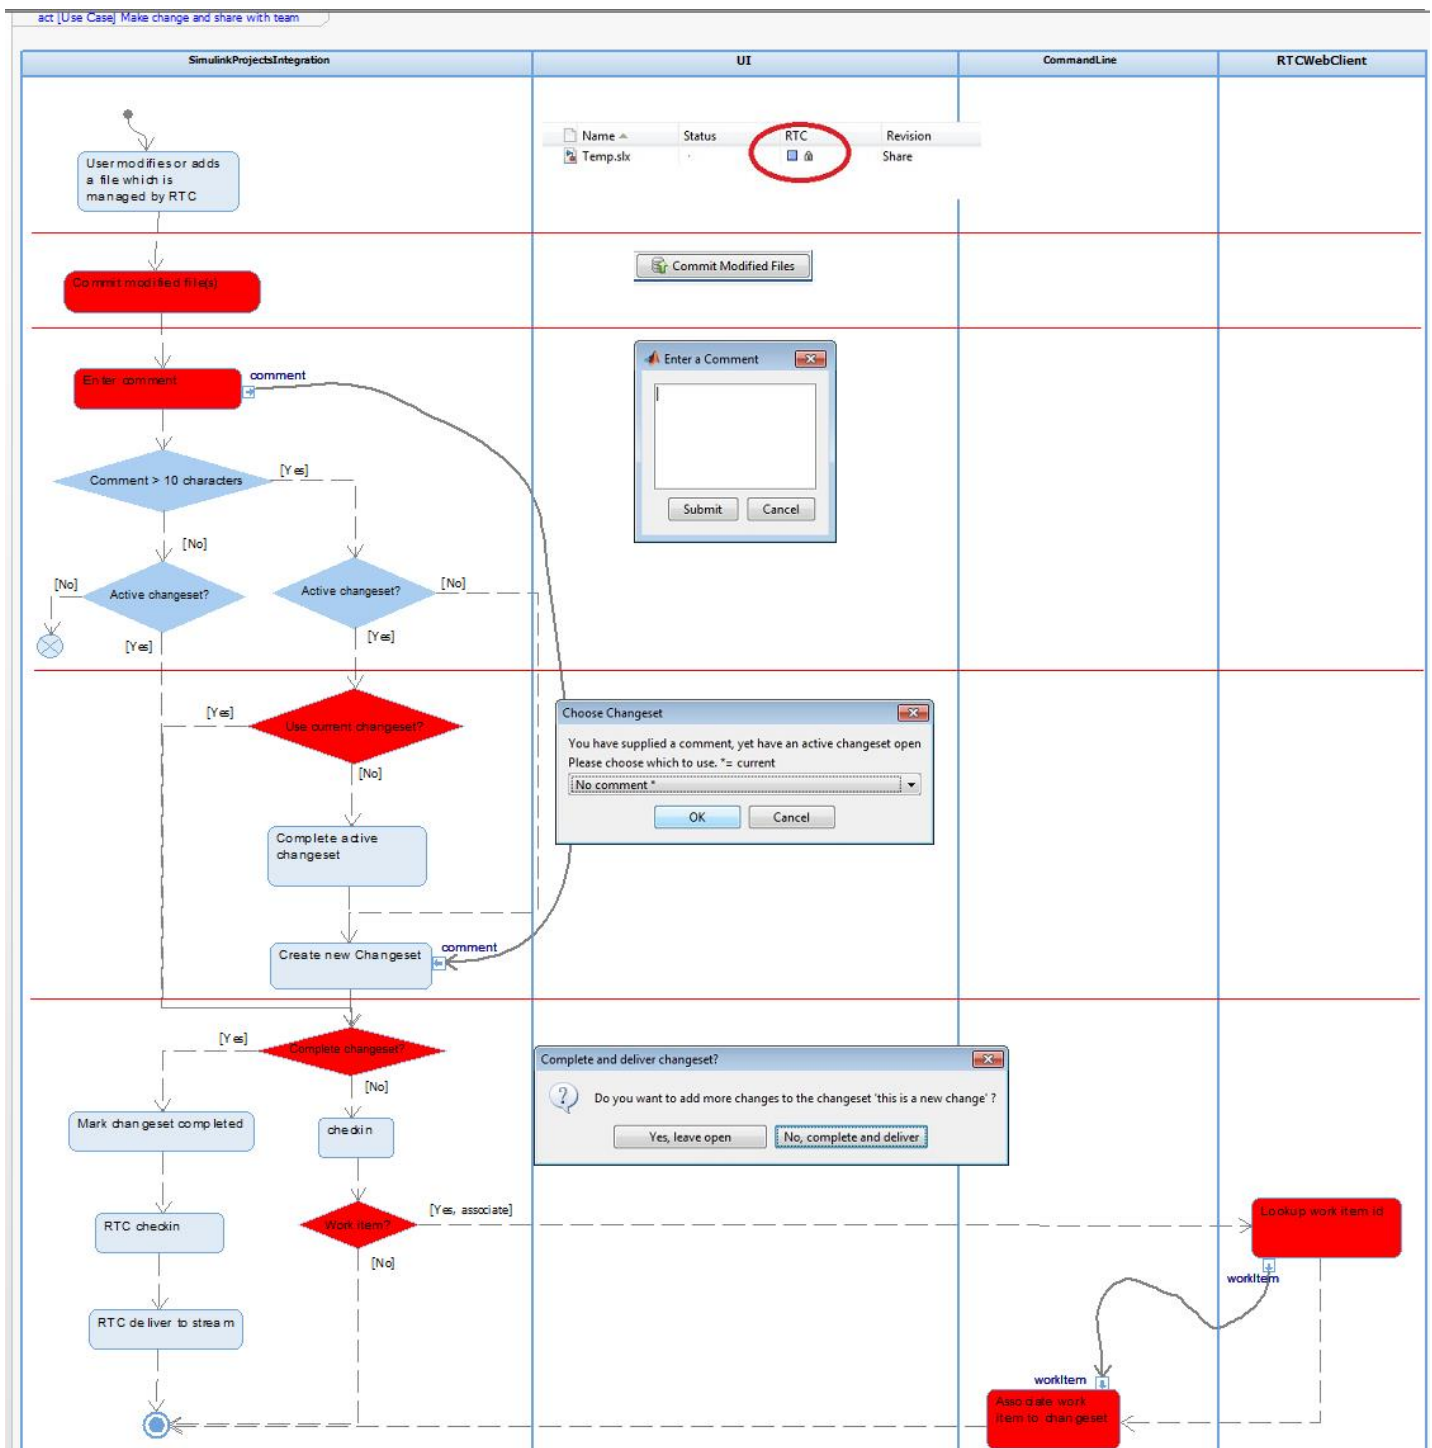 act [Use Case] Make change and share with team
SimulinkProjectsIntegration
UI
CommandLine
RTCWebClient
Name
Status
RTC
Revision
Temp.slx
Share
User modifies or adds
a file which is
managed by RTC
Commit modified file(s)
Commit Modified Files
Enter comment
comment
Enter a Comment
Submit
Cancel
Comment > 10 characters
[Yes]
[No]
[No]
Active changeset?
Active changeset?
[No]
[Yes]
[Yes]
[Yes]
Use current changeset?
[No]
Choose Changeset
You have supplied a comment, yet have an active changeset open
Please choose which to use. *= current
No comment *
OK
Cancel
Complete active
changeset
Create new Changeset
comment
[Yes]
Complete changeset?
[No]
Complete and deliver changeset?
Do you want to add more changes to the changeset 'this is a new change' ?
Yes, leave open
No, complete and deliver
Mark changeset completed
checkin
RTC checkin
Work item?
[Yes, associate]
[No]
Lookup work item id
workItem
RTC deliver to stream
workItem
Associate work
item to changeset